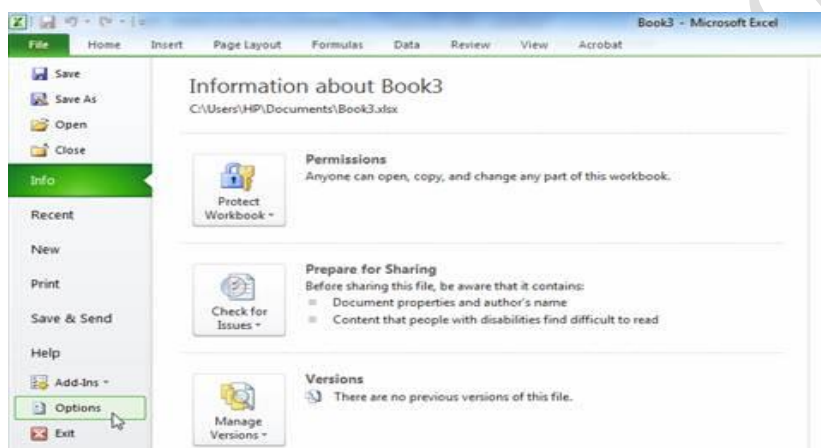 Book3 - Microsoft Excel
File Home Insert Page Layout Formulas Data Review View Acrobat
Save
Save As
Open
Close
Info
Recent
New
Print
Save & Send
Help
Add-Ins
Options
Exit
Information about Book3
C:\Users\HP\Documents\Book3.xlsx
Protect
Workbook
Permissions
Anyone can open, copy, and change any part of this workbook.
Check for
Issues
Prepare for Sharing
Before sharing this file, be aware that it contains:
Document properties and author's name
Content that people with disabilities find difficult to read
Manage
Versions
Versions
There are no previous versions of this file.